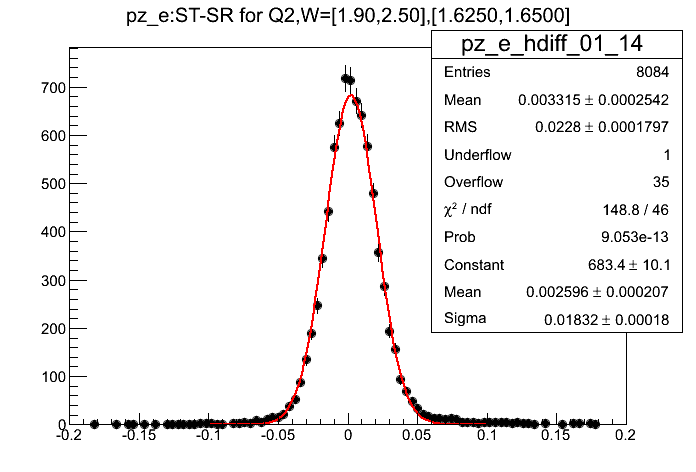 pz_e:ST-SR for Q2,W=[1.90,2.50],[1.6250,1.6500]
pz_e_hdiff_01_14
Entries 8084
Mean 0.003315 ± 0.0002542
RMS 0.0228 ± 0.0001797
Underflow 1
Overflow 35
χ² / ndf 148.8 / 46
Prob 9.053e-13
Constant 683.4 ± 10.1
Mean 0.002596 ± 0.000207
Sigma 0.01832 ± 0.00018
700
600
500
400
300
200
100
0
-0.2 -0.15 -0.1 -0.05 0 0.05 0.1 0.15 0.2